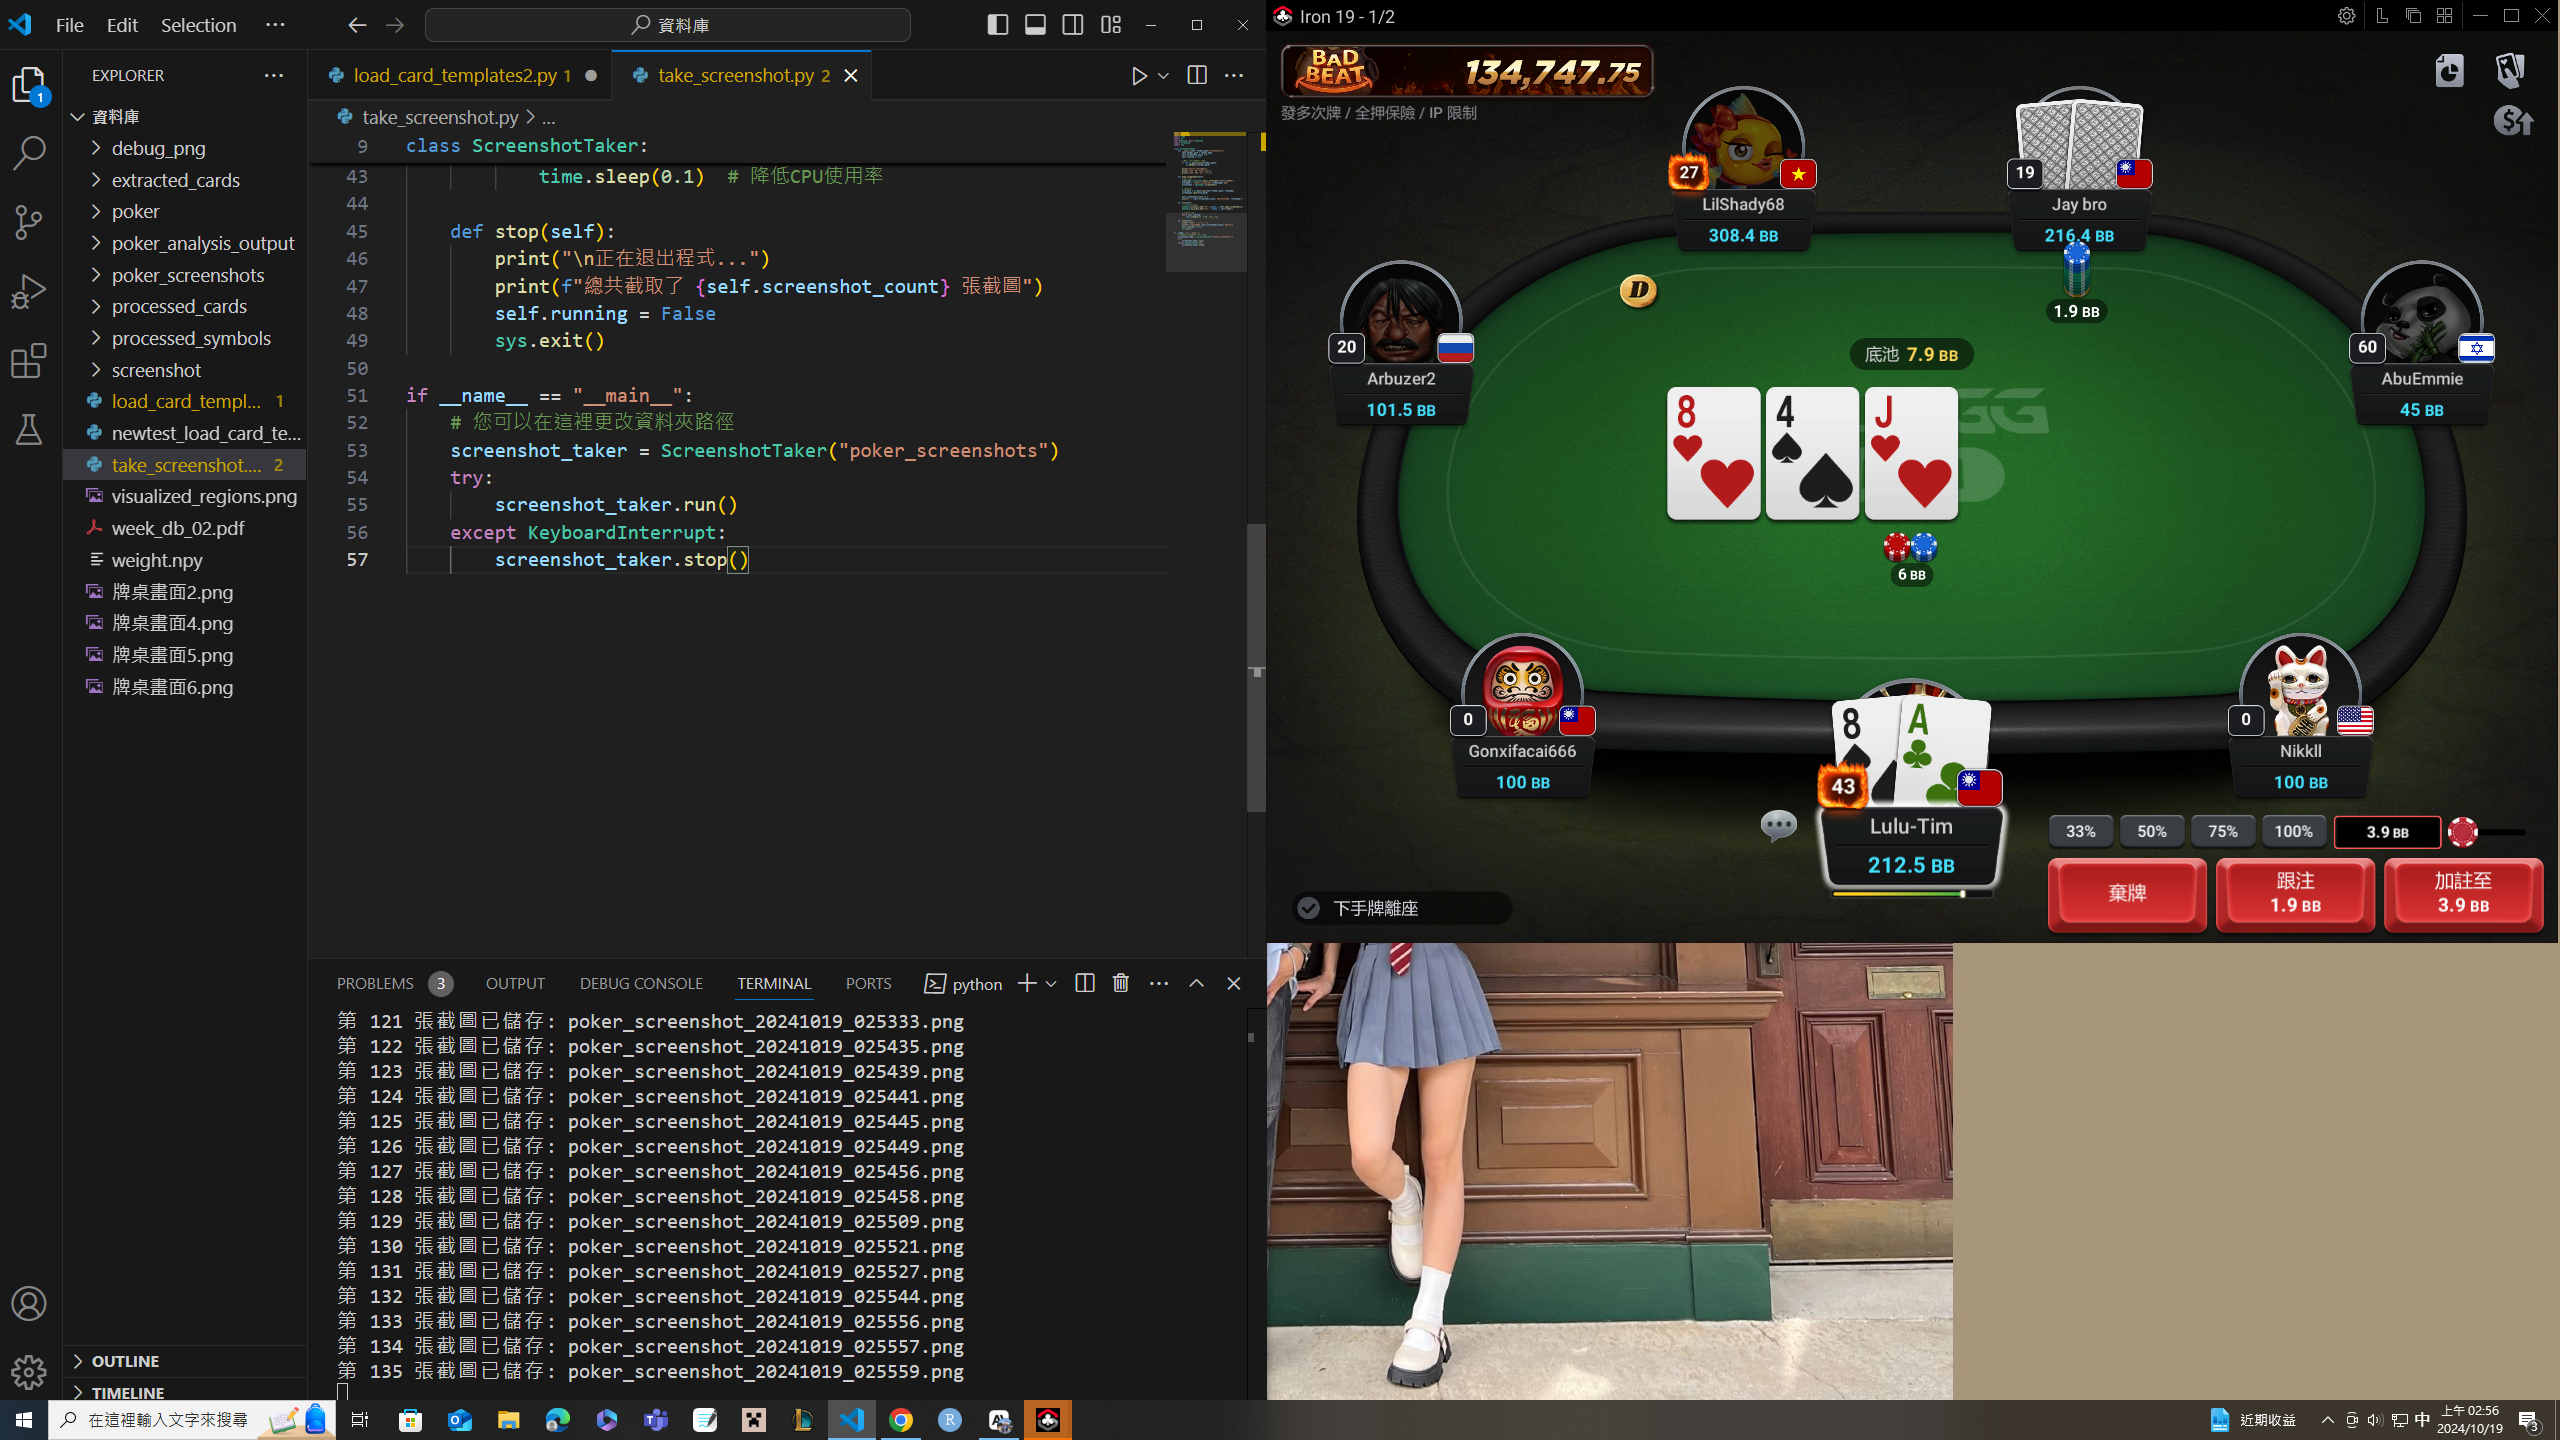 File Edit Selection ···
資料庫
EXPLORER
資料庫
debug_png
extracted_cards
poker
poker_analysis_output
poker_screenshots
processed_cards
processed_symbols
screenshot
load_card_templ... 1
newtest_load_card_te...
take_screenshot.... 2
visualized_regions.png
week_db_02.pdf
weight.npy
牌桌畫面2.png
牌桌畫面4.png
牌桌畫面5.png
牌桌畫面6.png
OUTLINE
TIMELINE
1
load_card_templates2.py 1
take_screenshot.py 2
take_screenshot.py > ...
9 class ScreenshotTaker:
43 time.sleep(0.1) # 降低CPU使用率
44
45 def stop(self):
46 print("\n正在退出程式...")
47 print(f"總共截取了 {self.screenshot_count} 張截圖")
48 self.running = False
49 sys.exit()
50
51 if __name__ == "__main__":
52 # 您可以在這裡更改資料夾路徑
53 screenshot_taker = ScreenshotTaker("poker_screenshots")
54 try:
55 screenshot_taker.run()
56 except KeyboardInterrupt:
57 screenshot_taker.stop()
PROBLEMS 3 OUTPUT DEBUG CONSOLE TERMINAL PORTS python
第 121 張截圖已儲存: poker_screenshot_20241019_025333.png
第 122 張截圖已儲存: poker_screenshot_20241019_025435.png
第 123 張截圖已儲存: poker_screenshot_20241019_025439.png
第 124 張截圖已儲存: poker_screenshot_20241019_025441.png
第 125 張截圖已儲存: poker_screenshot_20241019_025445.png
第 126 張截圖已儲存: poker_screenshot_20241019_025449.png
第 127 張截圖已儲存: poker_screenshot_20241019_025456.png
第 128 張截圖已儲存: poker_screenshot_20241019_025458.png
第 129 張截圖已儲存: poker_screenshot_20241019_025509.png
第 130 張截圖已儲存: poker_screenshot_20241019_025521.png
第 131 張截圖已儲存: poker_screenshot_20241019_025527.png
第 132 張截圖已儲存: poker_screenshot_20241019_025544.png
第 133 張截圖已儲存: poker_screenshot_20241019_025556.png
第 134 張截圖已儲存: poker_screenshot_20241019_025557.png
第 135 張截圖已儲存: poker_screenshot_20241019_025559.png
Iron 19 - 1/2
BAD BEAT 134,747.75
發多次牌 / 全押保險 / IP 限制
27
LilShady68
308.4 BB
19
Jay bro
216.4 BB
1.9 BB
D
20
Arbuzer2
101.5 BB
60
AbuEmmie
45 BB
底池 7.9 BB
8 4 J
6 BB
0
Gonxifacai666
100 BB
8 A
43
Lulu-Tim
212.5 BB
0
Nikkll
100 BB
33% 50% 75% 100% 3.9 BB
棄牌
跟注
1.9 BB
加註至
3.9 BB
下手牌離座
在這裡輸入文字來搜尋
近期收益
中
上午 02:56
2024/10/19
3